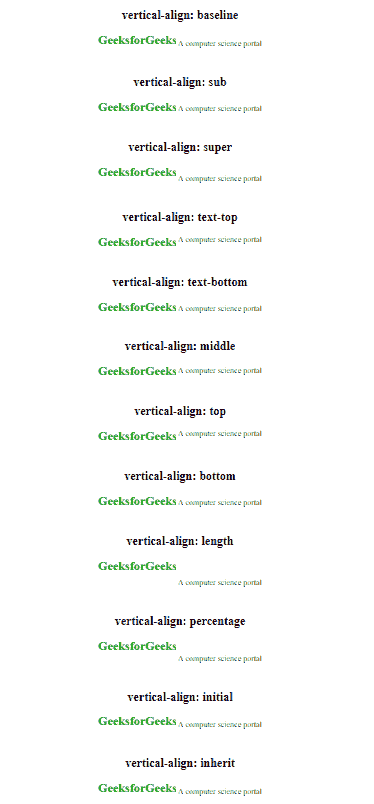 vertical-align: baseline
GeeksforGeeks A computer science portal
vertical-align: sub
GeeksforGeeks A computer science portal
vertical-align: super
GeeksforGeeks A computer science portal
vertical-align: text-top
GeeksforGeeks A computer science portal
vertical-align: text-bottom
GeeksforGeeks A computer science portal
vertical-align: middle
GeeksforGeeks A computer science portal
vertical-align: top
GeeksforGeeks A computer science portal
vertical-align: bottom
GeeksforGeeks A computer science portal
vertical-align: length
GeeksforGeeks
A computer science portal
vertical-align: percentage
GeeksforGeeks
A computer science portal
vertical-align: initial
GeeksforGeeks A computer science portal
vertical-align: inherit
GeeksforGeeks A computer science portal